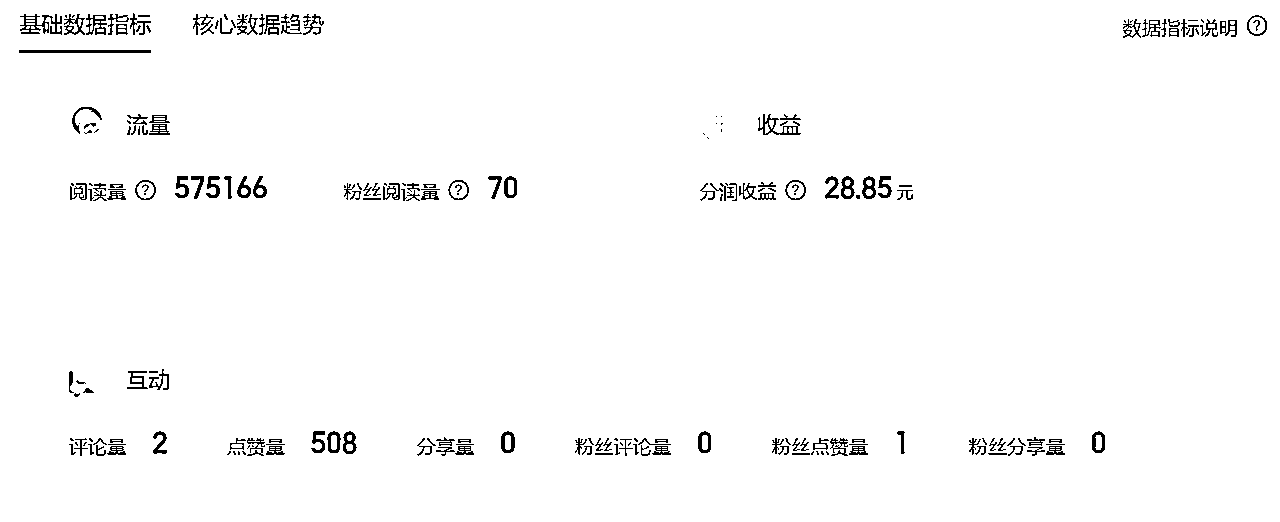 基础数据指标 核心数据趋势 数据指标说明 ?
流量 收益
阅读量 ? 575166 粉丝阅读量 ? 70 分润收益 ? 28.85 元
互动
评论量 2 点赞量 508 分享量 0 粉丝评论量 0 粉丝点赞量 1 粉丝分享量 0